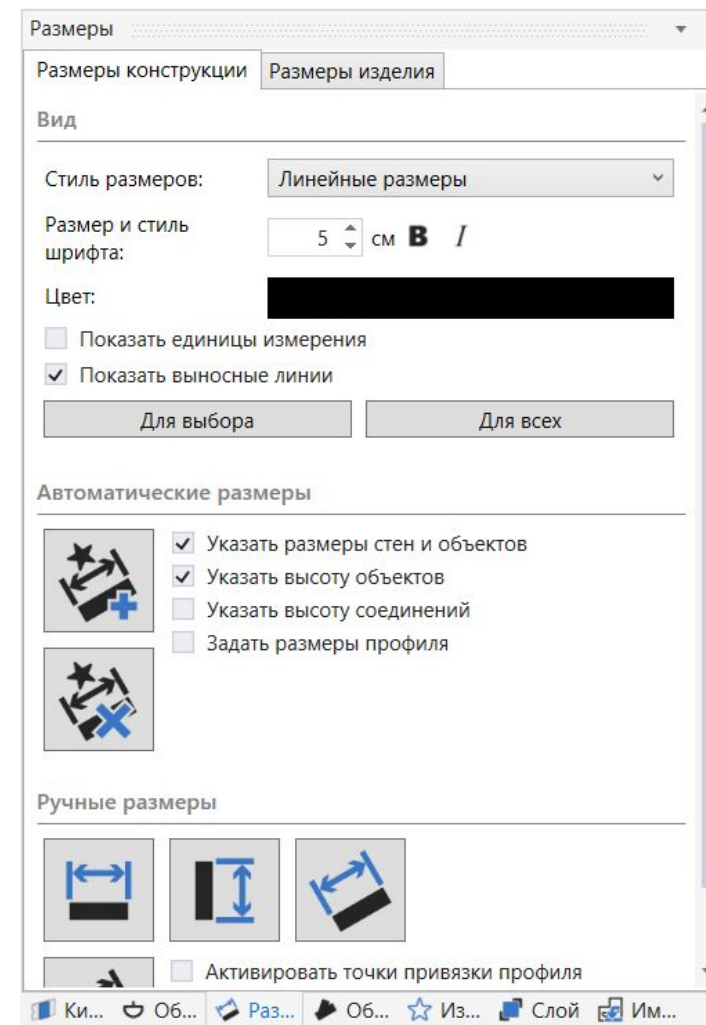 Размеры
Размеры конструкции Размеры изделия
Вид
Стиль размеров: Линейные размеры
Размер и стиль
шрифта: 5 см B I
Цвет:
Показать единицы измерения
Показать выносные линии
Для выбора Для всех
Автоматические размеры
Указать размеры стен и объектов
Указать высоту объектов
Указать высоту соединений
Задать размеры профиля
Ручные размеры
Активировать точки привязки профиля
Ки... Об... Раз... Об... Из... Слой Им...